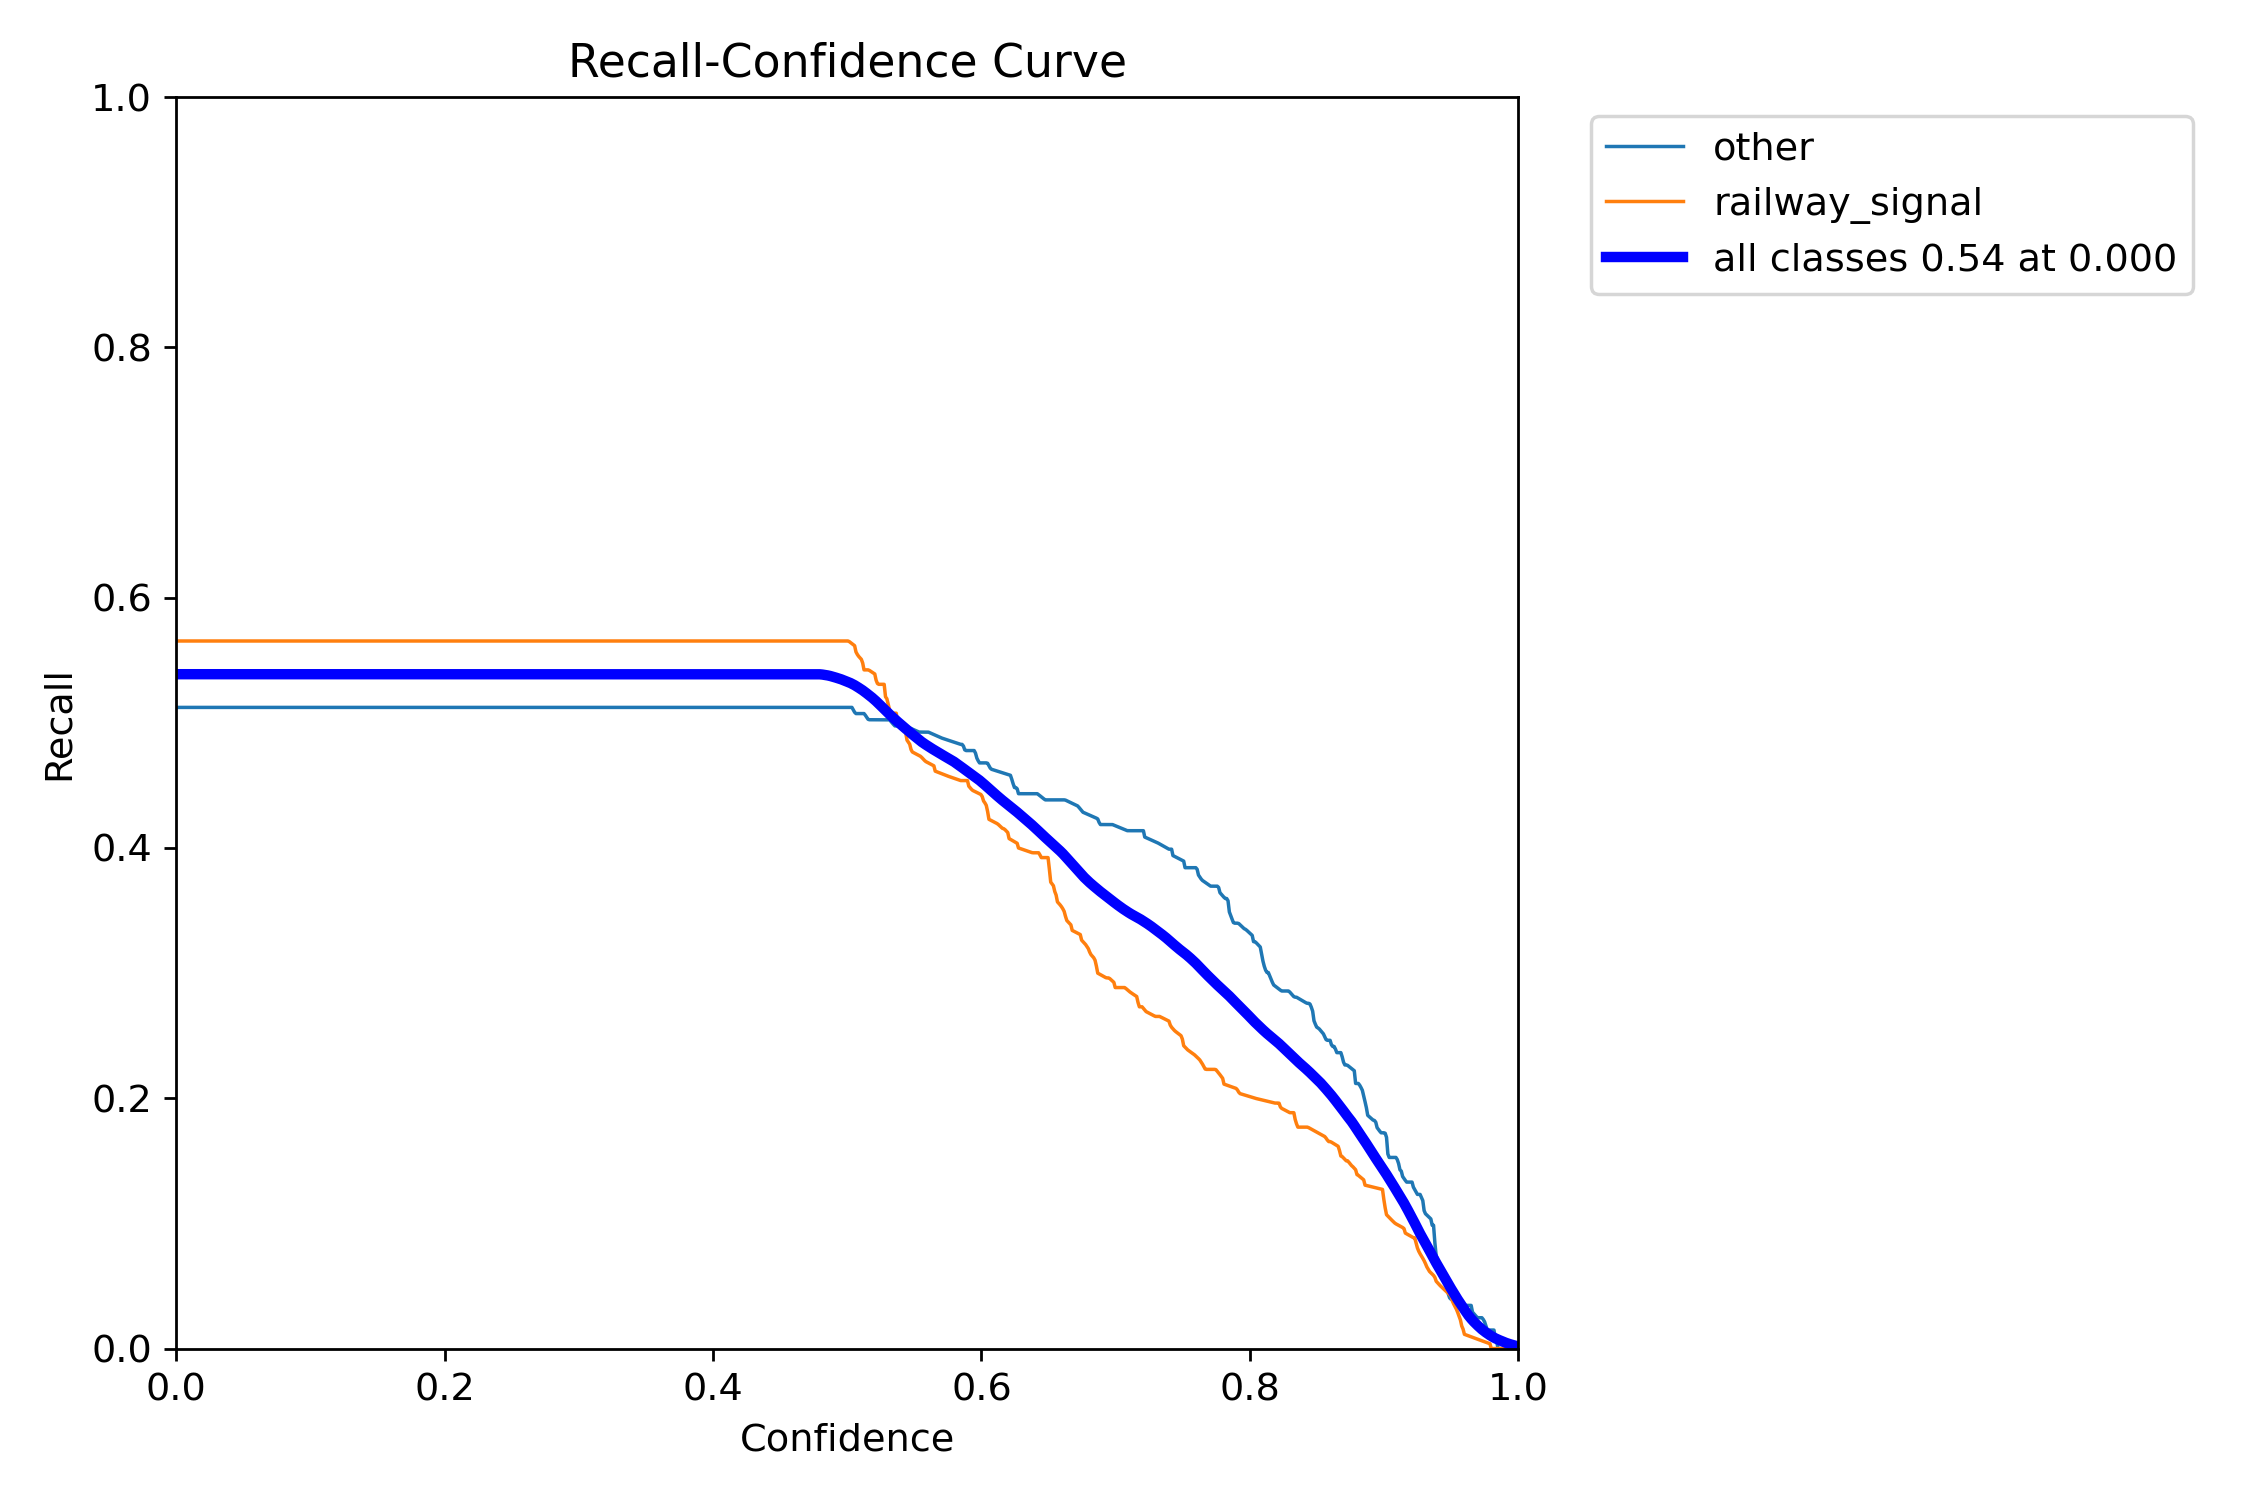 Recall-Confidence Curve
1.0
0.8
0.6
0.4
0.2
0.0
Recall
0.0 0.2 0.4 0.6 0.8 1.0
Confidence
other
railway_signal
all classes 0.54 at 0.000